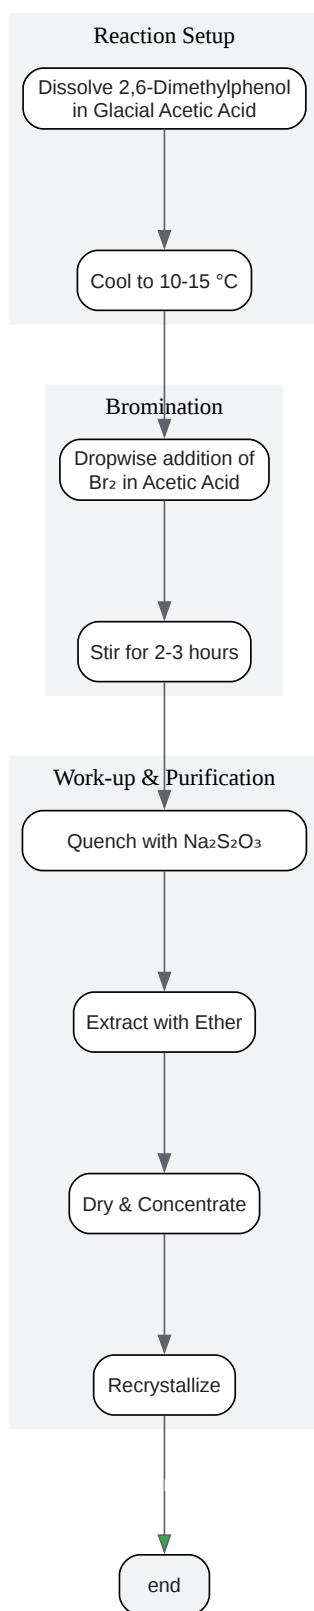 Reaction Setup
Dissolve 2,6-Dimethylphenol
in Glacial Acetic Acid
Cool to 10-15 °C
Bromination
Dropwise addition of
Br₂ in Acetic Acid
Stir for 2-3 hours
Work-up & Purification
Quench with Na₂S₂O₃
Extract with Ether
Dry & Concentrate
Recrystallize
end